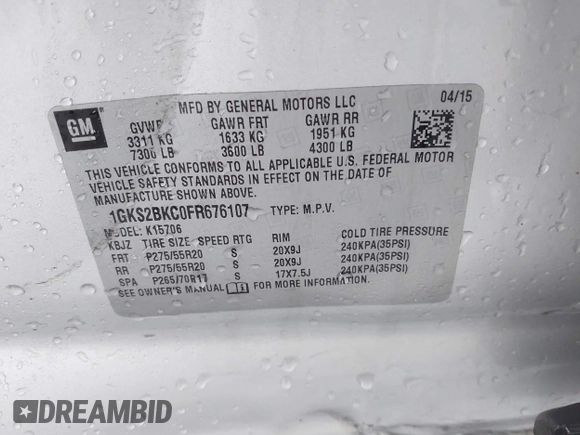 MFD BY GENERAL MOTORS LLC 04/15
GM
GVWR GAWR FRT GAWR RR
3311 KG 1633 KG 1951 KG
7300 LB 3600 LB 4300 LB
THIS VEHICLE CONFORMS TO ALL APPLICABLE U.S. FEDERAL MOTOR
VEHICLE SAFETY STANDARDS IN EFFECT ON THE DATE OF
MANUFACTURE SHOWN ABOVE.
1GKS2BKC0FR676107 TYPE: M.P.V.
MODEL: K15706
KBJZ TIRE SIZE SPEED RTG RIM COLD TIRE PRESSURE
FRT P275/55R20 S 20X9J 240KPA(35PSI)
RR P275/55R20 S 20X9J 240KPA(35PSI)
SPA P265/70R17 S 17X7.5J 240KPA(35PSI)
SEE OWNER'S MANUAL FOR MORE INFORMATION.
DREAMBID